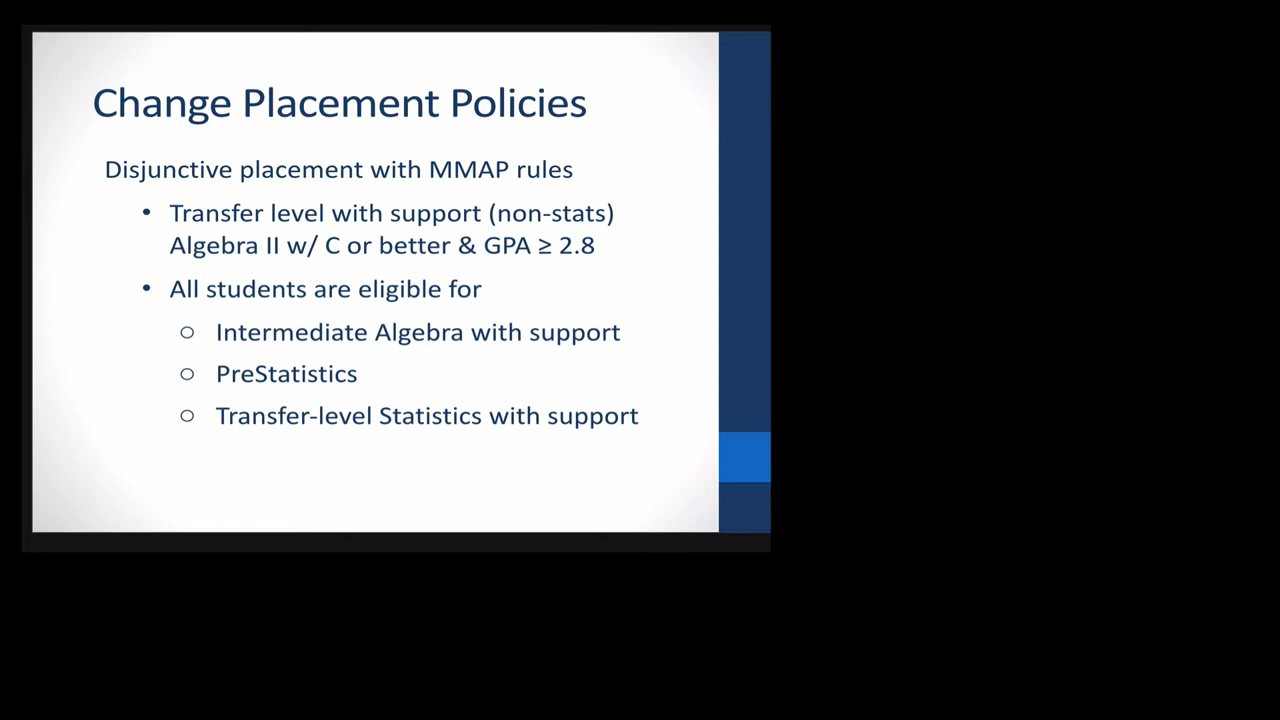 Change Placement Policies
Disjunctive placement with MMAP rules
• Transfer level with support (non-stats)
Algebra II w/ C or better & GPA ≥ 2.8
• All students are eligible for
○ Intermediate Algebra with support
○ PreStatistics
○ Transfer-level Statistics with support